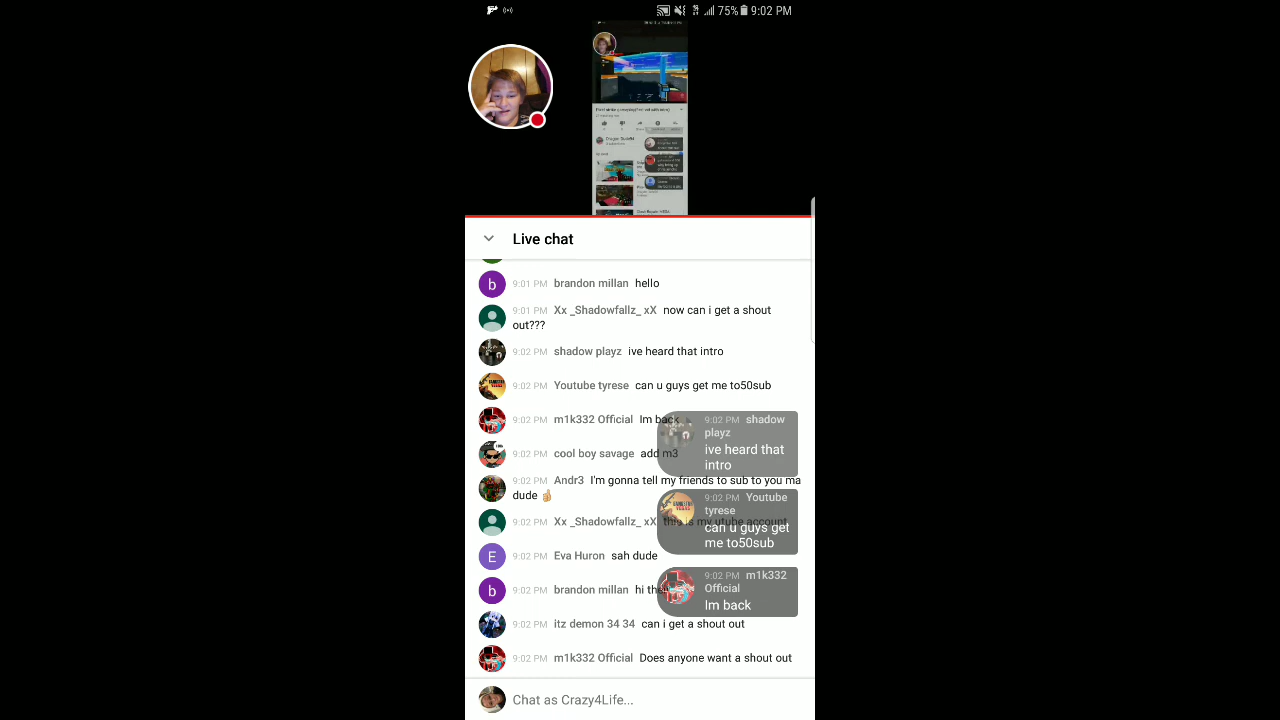 75% 9:02 PM
Live chat
b 9:01 PM brandon millan hello
9:01 PM Xx _Shadowfallz_ xX now can i get a shout
out???
9:02 PM shadow playz ive heard that intro
9:02 PM Youtube tyrese can u guys get me to50sub
9:02 PM m1k332 Official Im back
9:02 PM shadow
playz
ive heard that
intro
9:02 PM cool boy savage add m3
9:02 PM Andr3 I'm gonna tell my friends to sub to you ma
dude
9:02 PM Youtube
tyrese
can u guys get
me to50sub
9:02 PM Xx _Shadowfallz_ xX this is my utube account
E 9:02 PM Eva Huron sah dude
b 9:02 PM brandon millan hi
9:02 PM m1k332
Official
Im back
9:02 PM itz demon 34 34 can i get a shout out
9:02 PM m1k332 Official Does anyone want a shout out
Chat as Crazy4Life...